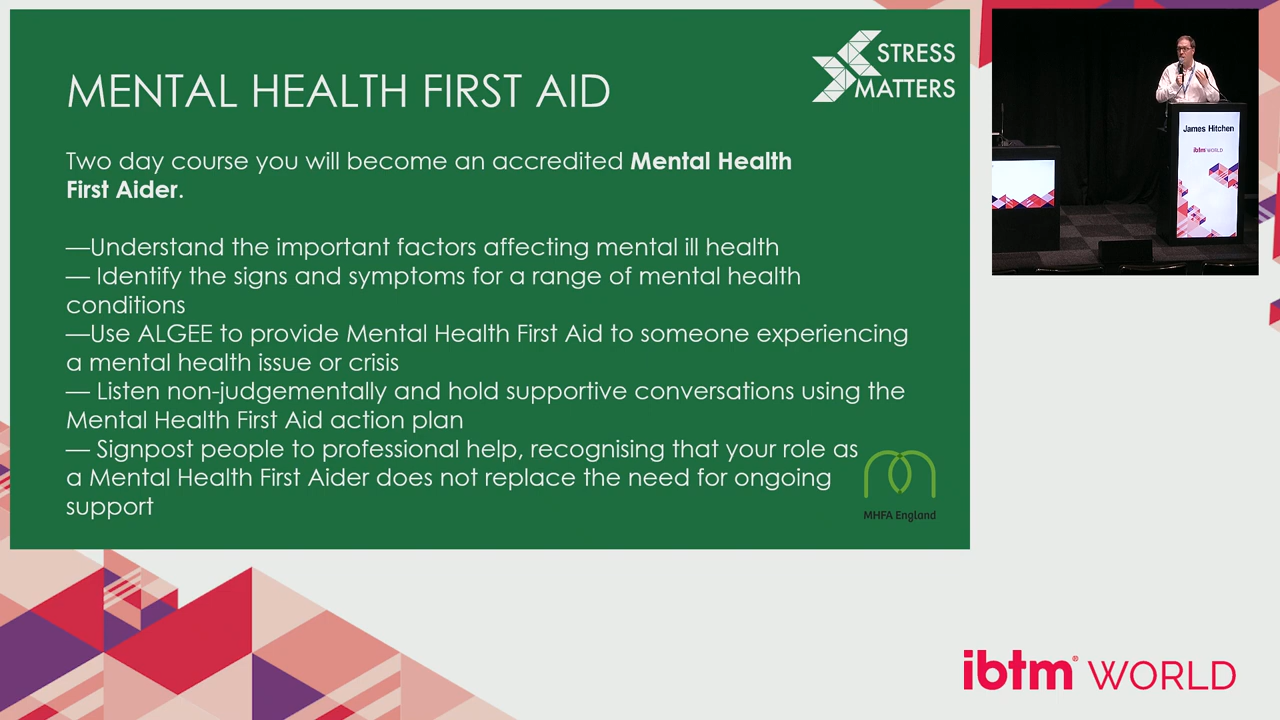 STRESS
MATTERS
MENTAL HEALTH FIRST AID
Two day course you will become an accredited Mental Health
First Aider.
—Understand the important factors affecting mental ill health
— Identify the signs and symptoms for a range of mental health
conditions
—Use ALGEE to provide Mental Health First Aid to someone experiencing
a mental health issue or crisis
— Listen non-judgementally and hold supportive conversations using the
Mental Health First Aid action plan
— Signpost people to professional help, recognising that your role as
a Mental Health First Aider does not replace the need for ongoing
support
MHFA England
James Hitchen
ibtm WORLD
ibtm® WORLD